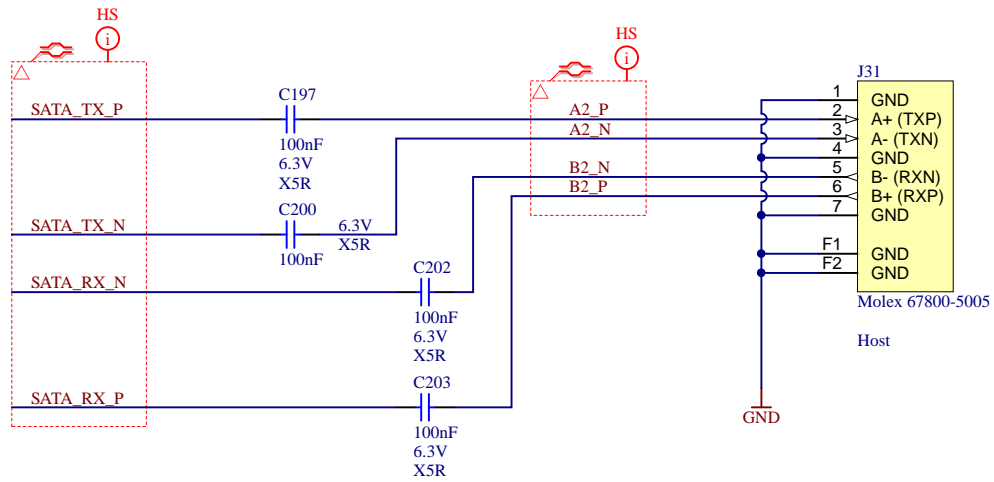 HS
i
HS
i
J31
SATA_TX_P
C197
100nF
6.3V
X5R
A2_P
A2_N
B2_N
B2_P
1 GND
2 A+ (TXP)
3 A- (TXN)
4 GND
5 B- (RXN)
6 B+ (RXP)
7 GND
F1 GND
F2 GND
Molex 67800-5005
Host
SATA_TX_N
C200
100nF
6.3V
X5R
SATA_RX_N
C202
100nF
6.3V
X5R
SATA_RX_P
C203
100nF
6.3V
X5R
GND